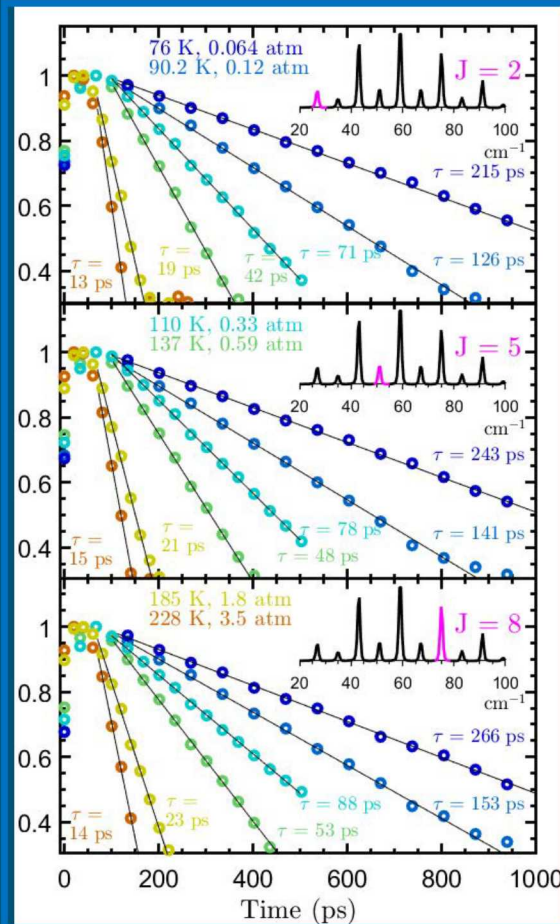 76 K, 0.064 atm
90.2 K, 0.12 atm
J = 2
20 40 60 80 100
cm⁻¹
1
0.8
0.6
0.4
τ = 215 ps
τ = 126 ps
τ = 71 ps
τ =
42 ps
τ =
19 ps
τ =
13 ps
110 K, 0.33 atm
137 K, 0.59 atm
J = 5
20 40 60 80 100
cm⁻¹
1
0.8
0.6
0.4
τ = 243 ps
τ = 141 ps
τ = 78 ps
τ = 48 ps
τ =
21 ps
τ =
15 ps
185 K, 1.8 atm
228 K, 3.5 atm
J = 8
20 40 60 80 100
cm⁻¹
1
0.8
0.6
0.4
τ = 266 ps
τ = 153 ps
τ = 88 ps
τ = 53 ps
τ =
23 ps
τ =
14 ps
0 200 400 600 800 1000
Time (ps)